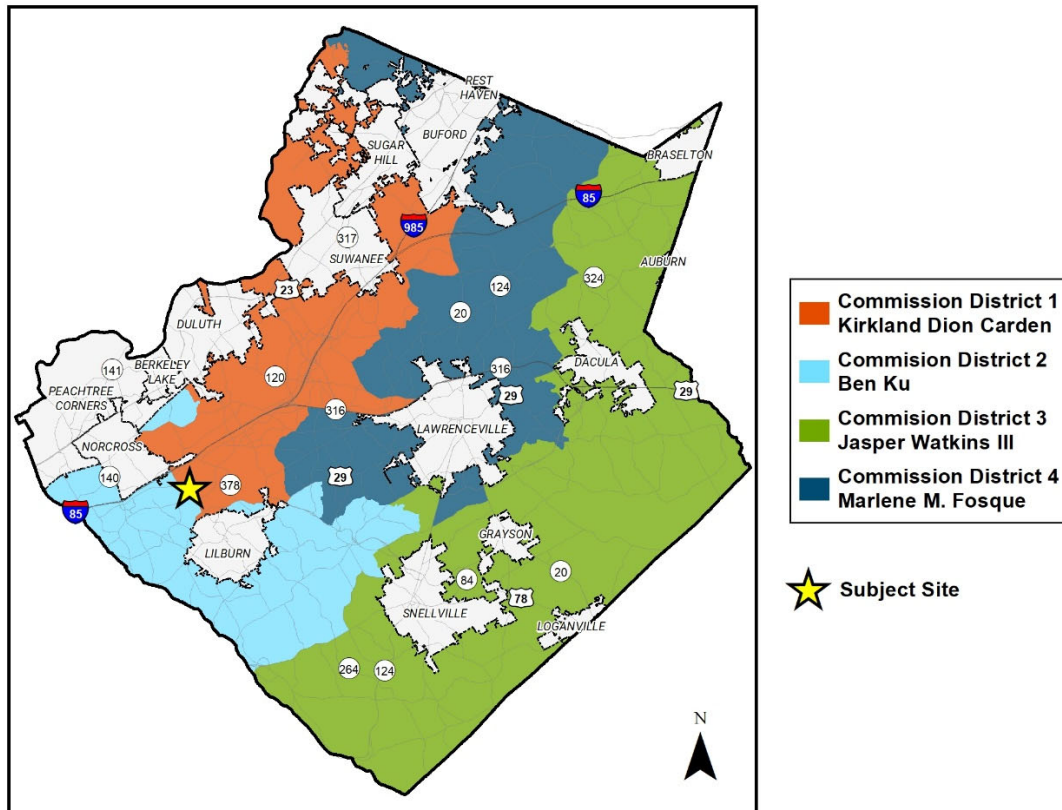 REST
HAVEN
BUFORD
SUGAR
HILL
BRASELTON
85
985
317
SUWANEE
AUBURN
23
124
324
20
DULUTH
141
BERKELEY
LAKE
PEACHTREE
CORNERS
120
316
DACULA
29
29
316
LAWRENCEVILLE
NORCROSS
140
378
29
85
LILBURN
GRAYSON
84
20
78
SNELLVILLE
LOGANVILLE
264
124
N
Commission District 1
Kirkland Dion Carden
Commision District 2
Ben Ku
Commission District 3
Jasper Watkins III
Commission District 4
Marlene M. Fosque
Subject Site